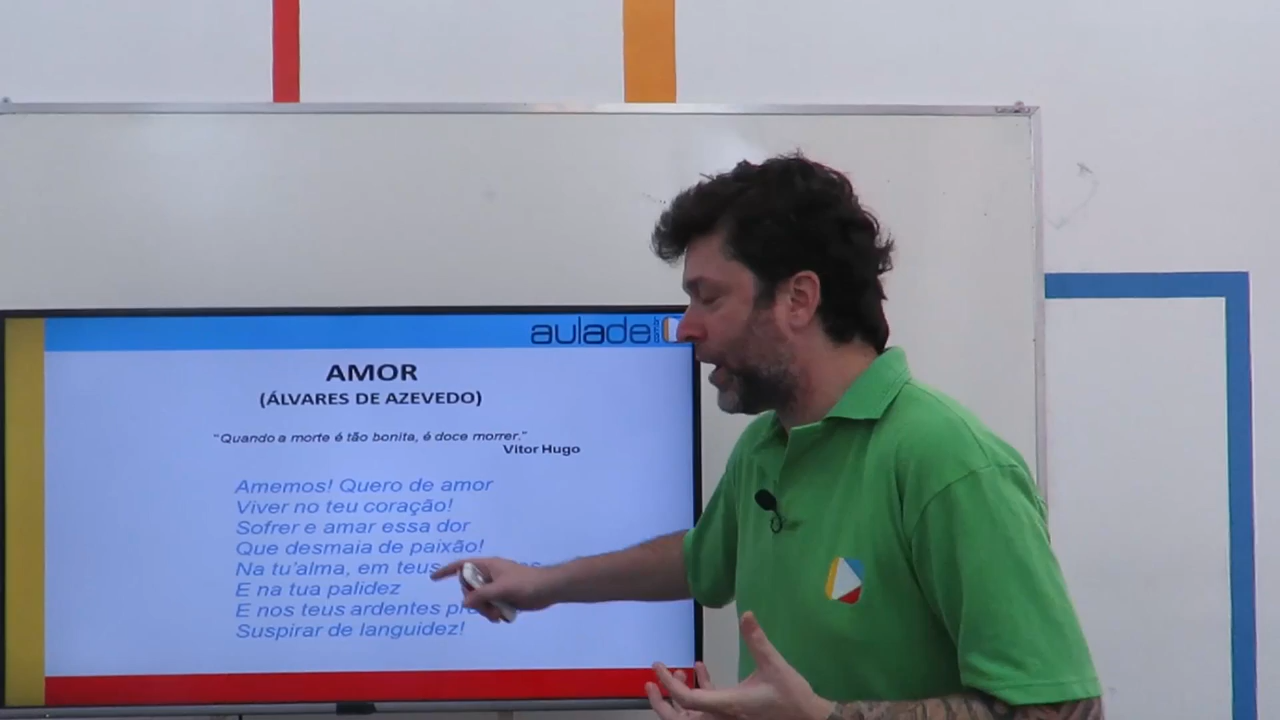 aulade
AMOR
(ÁLVARES DE AZEVEDO)
"Quando a morte é tão bonita, é doce morrer."
Vitor Hugo
Amemos! Quero de amor
Viver no teu coração!
Sofrer e amar essa dor
Que desmaia de paixão!
Na tu'alma, em teus
E na tua palidez
E nos teus ardentes
Suspirar de languidez!